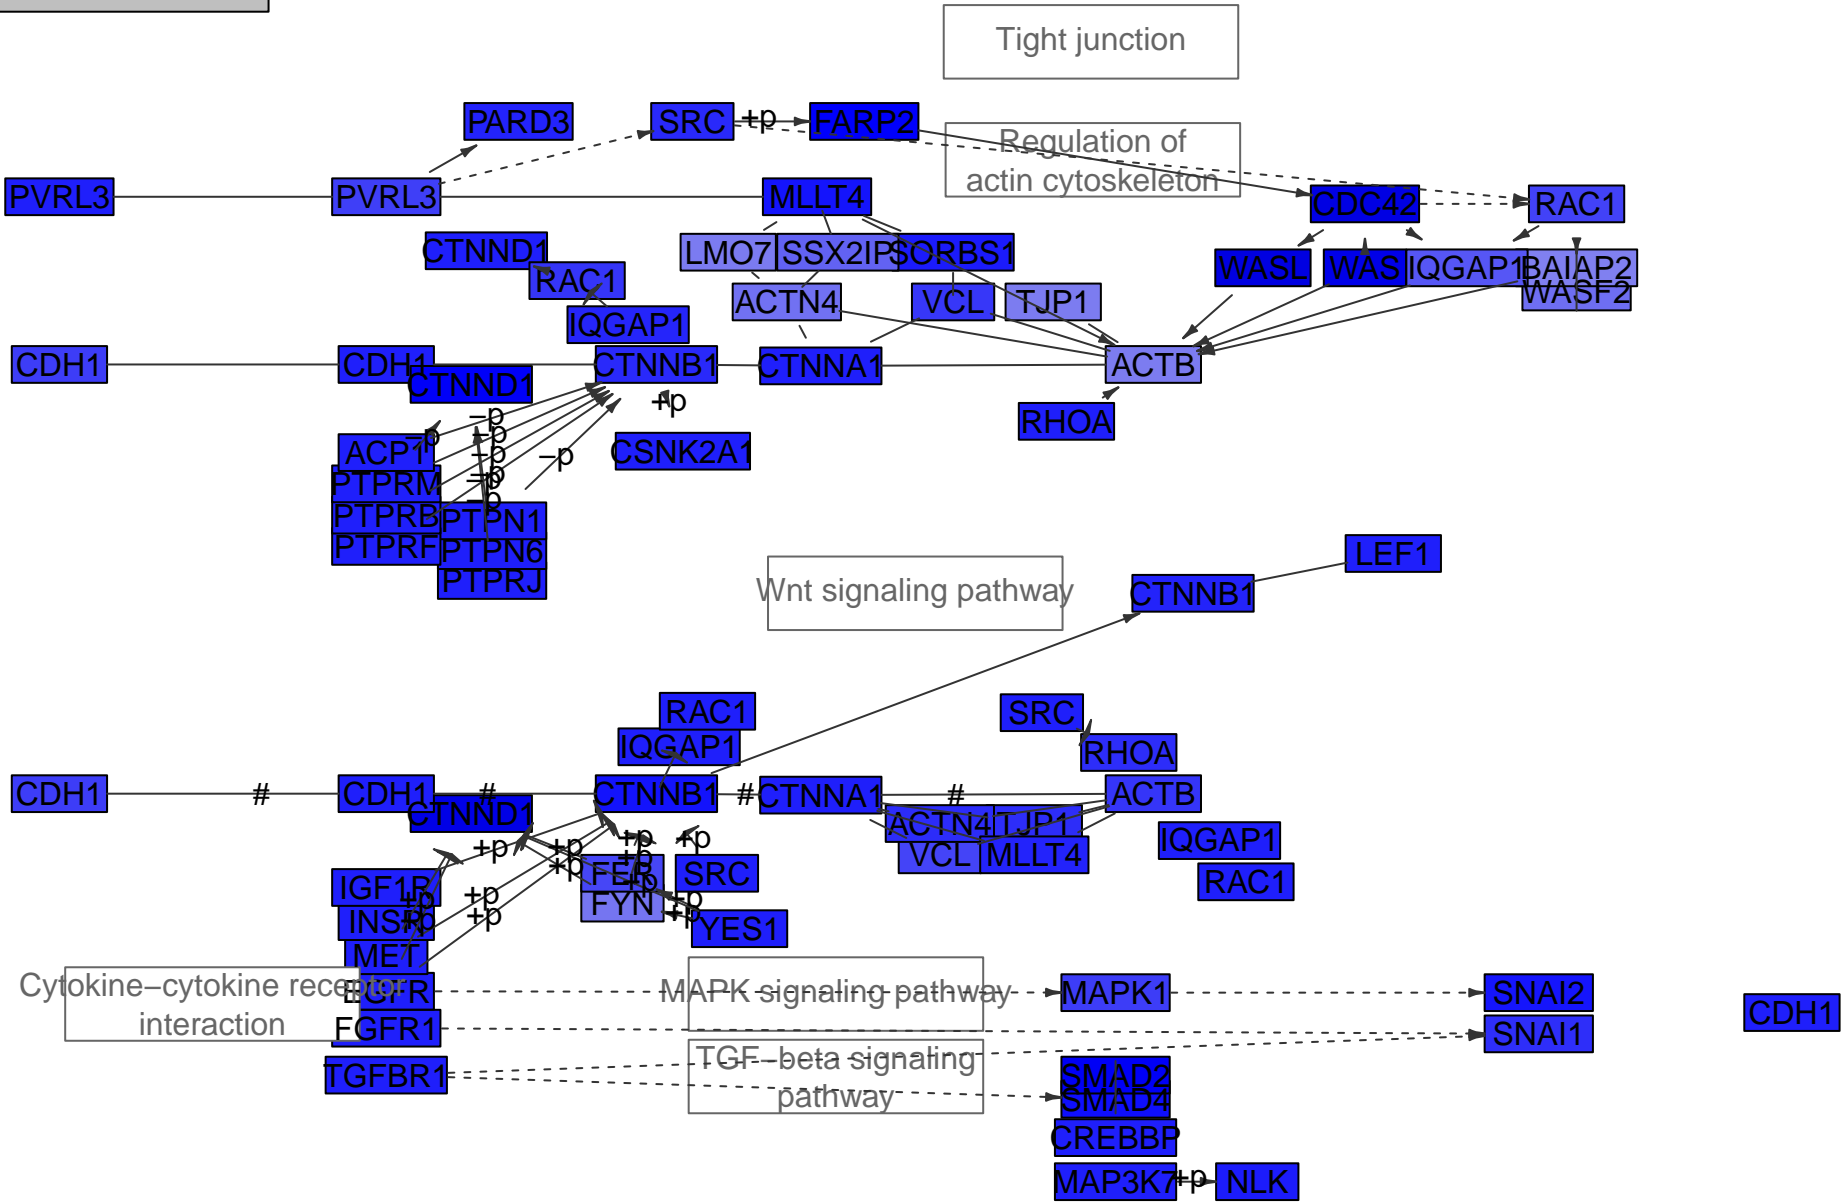 Tight junction
PARD3
SRC
+p
FARP2
Regulation of
actin cytoskeleton
PVRL3
PVRL3
MLLT4
CDC42
RAC1
CTNND1
LMO7
SSX2IP
SORBS1
WASL
WAS
IQGAP1
BAIAP2
RAC1
ACTN4
VCL
TJP1
WASF2
IQGAP1
CDH1
CDH1
CTNNB1
CTNNA1
ACTB
CTNND1
+p
RHOA
−p
−p
−p
ACP1
−p
−p
CSNK2A1
−p
−p
PTPRM
−p
PTPRB
PTPN1
PTPRF
PTPN6
LEF1
PTPRJ
Wnt signaling pathway
CTNNB1
RAC1
SRC
IQGAP1
RHOA
CDH1
#
CDH1
#
CTNNB1
#
CTNNA1
#
ACTB
CTNND1
ACTN4
TJP1
+p
+p
+p
+p
IQGAP1
+p
+p
VCL
MLLT4
IGF1R
FER
+p
SRC
RAC1
+p
+p
+p
FYN
INSR
+p
+p
+p
YES1
MET
Cytokine−cytokine receptor
interaction
EGFR
MAPK signaling pathway
MAPK1
SNAI2
CDH1
FGFR1
SNAI1
TGF−beta signaling
pathway
TGFBR1
SMAD2
SMAD4
CREBBP
MAP3K7
+p
NLK